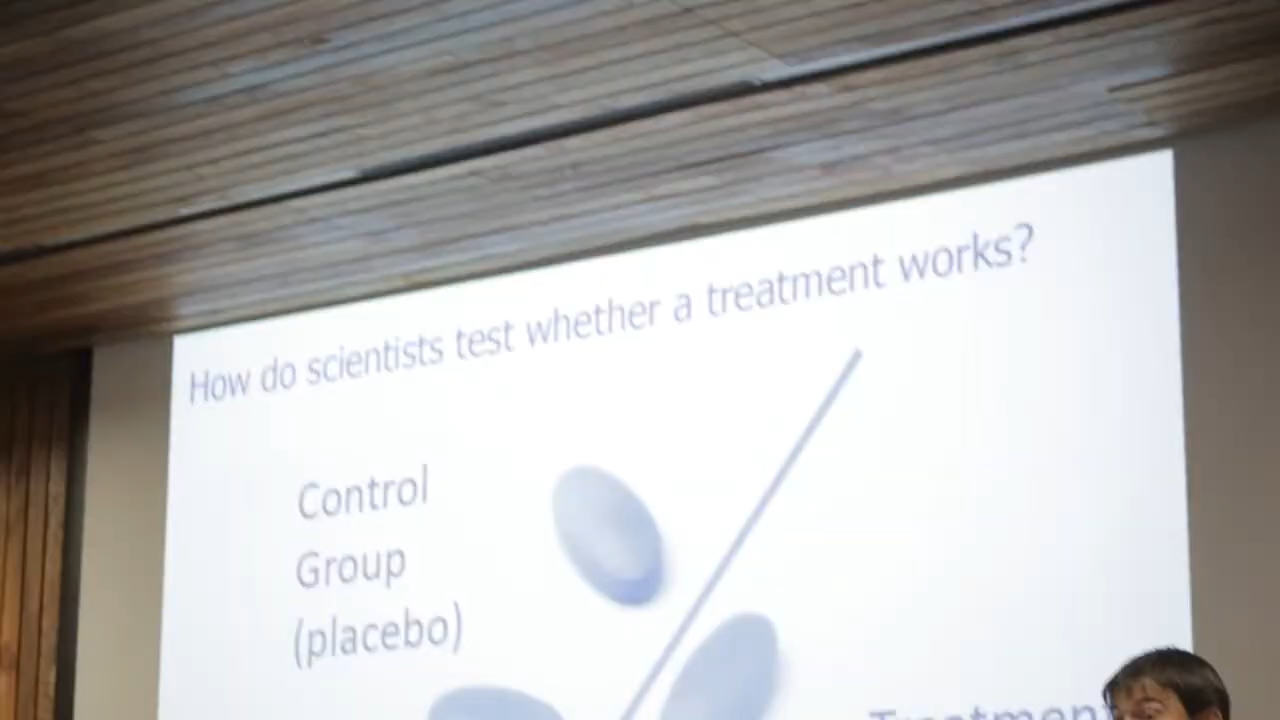 How do scientists test whether a treatment works?
Control
Group
(placebo)